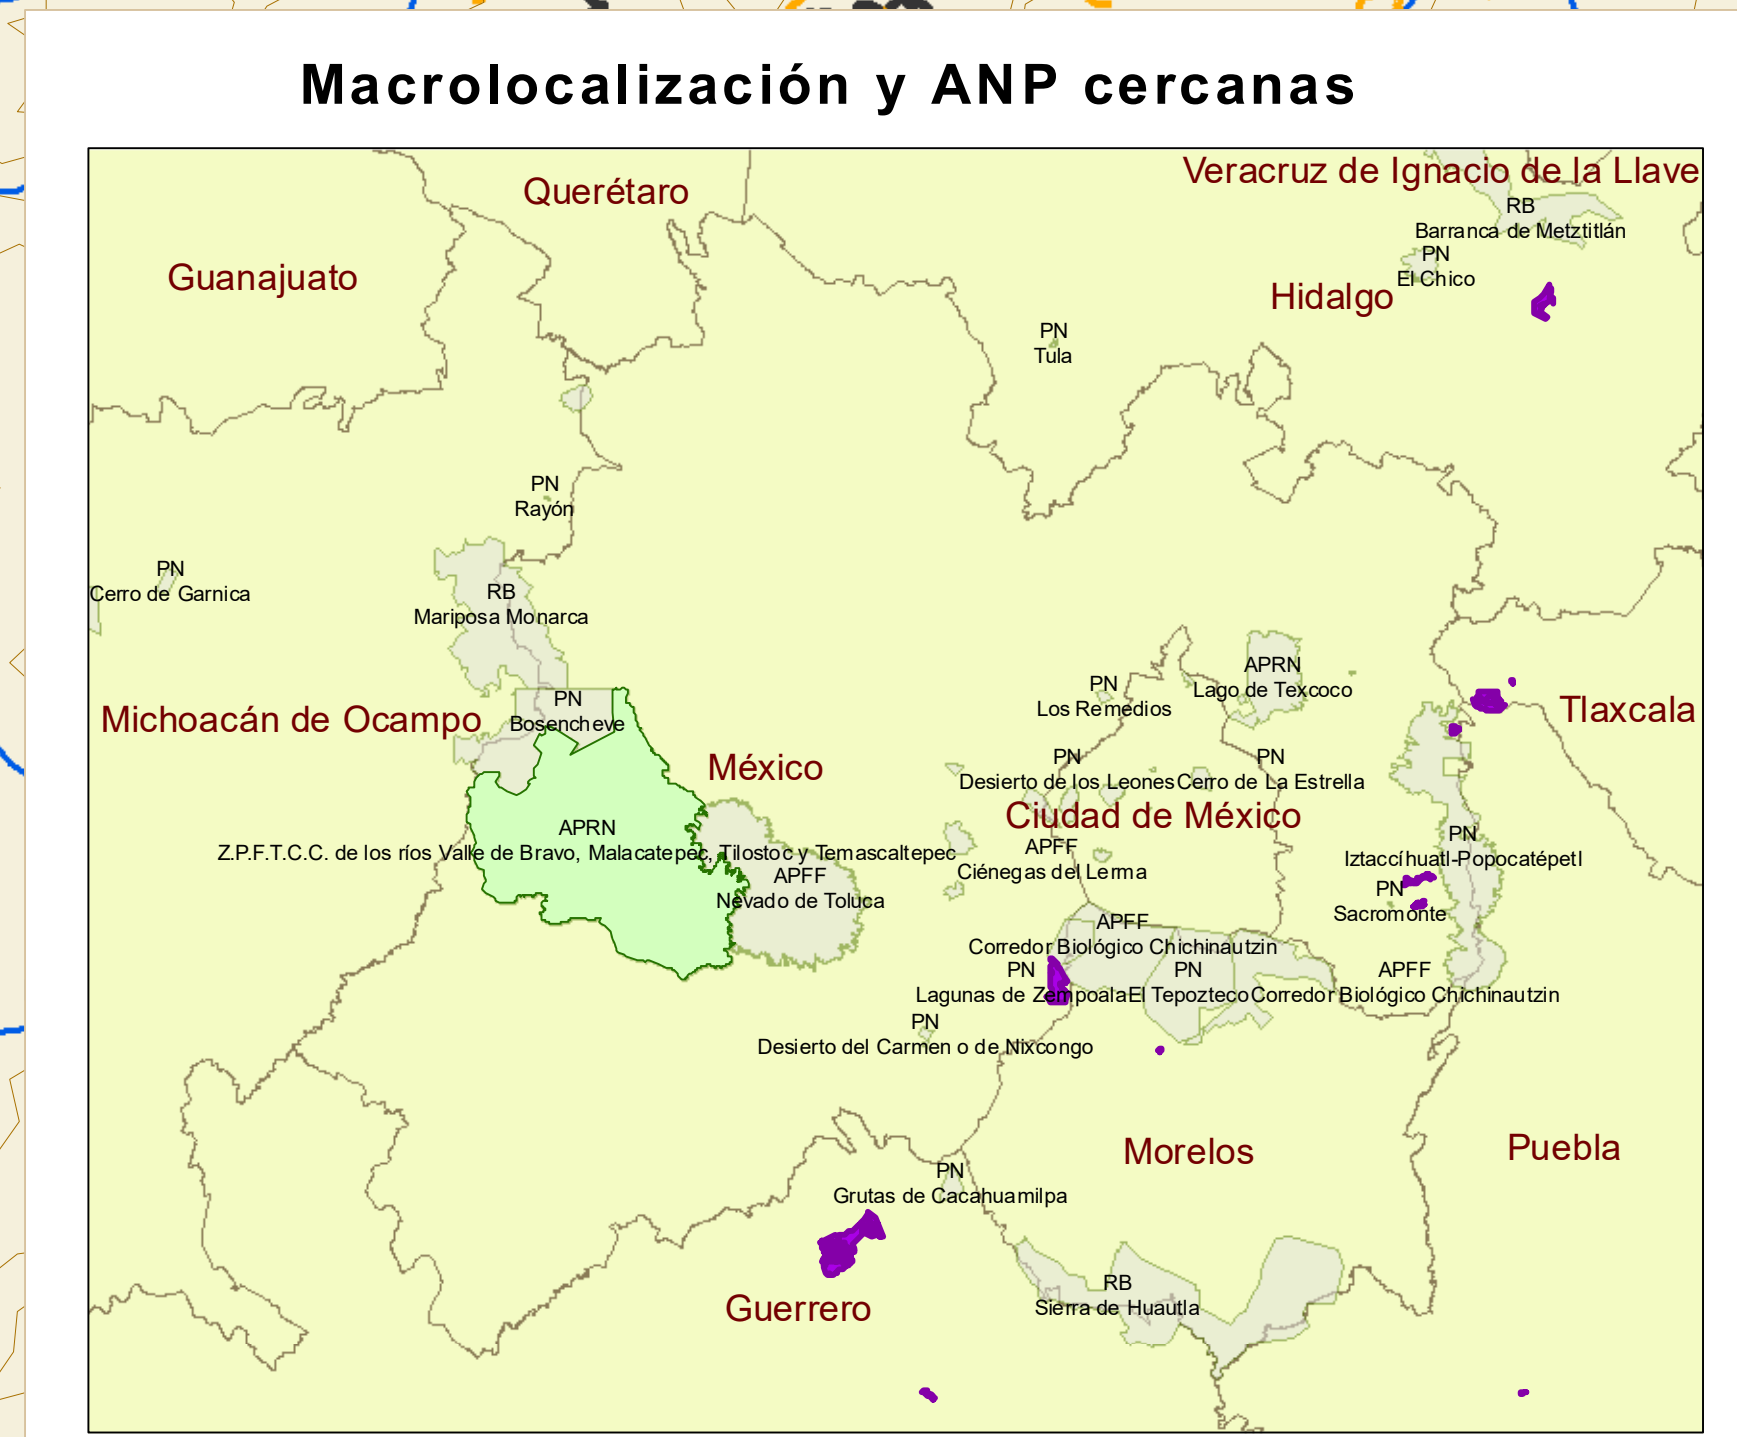 Macrolocalización y ANP cercanas
Veracruz de Ignacio de la Llave
Querétaro
RB
Barranca de Metztitlán
PN
El Chico
Guanajuato
Hidalgo
PN
Tula
PN
Rayón
PN
Cerro de Garnica
RB
Mariposa Monarca
APRN
Lago de Texcoco
PN
Los Remedios
PN
Bosencheve
Michoacán de Ocampo
Tlaxcala
México
PN
Desierto de los Leones
PN
Cerro de La Estrella
Ciudad de México
APRN
Z.P.F.T.C.C. de los ríos Valle de Bravo, Malacatepec, Tilostoc y Temascaltepec
PN
Iztaccíhuatl-Popocatépetl
APFF
Ciénegas del Lerma
APFF
Nevado de Toluca
PN
Sacromonte
APFF
Corredor Biológico Chichinautzin
PN
Lagunas de Zempoala
PN
El Tepozteco
APFF
Corredor Biológico Chichinautzin
PN
Desierto del Carmen o de Nixcongo
Morelos
Puebla
PN
Grutas de Cacahuamilpa
RB
Sierra de Huautla
Guerrero